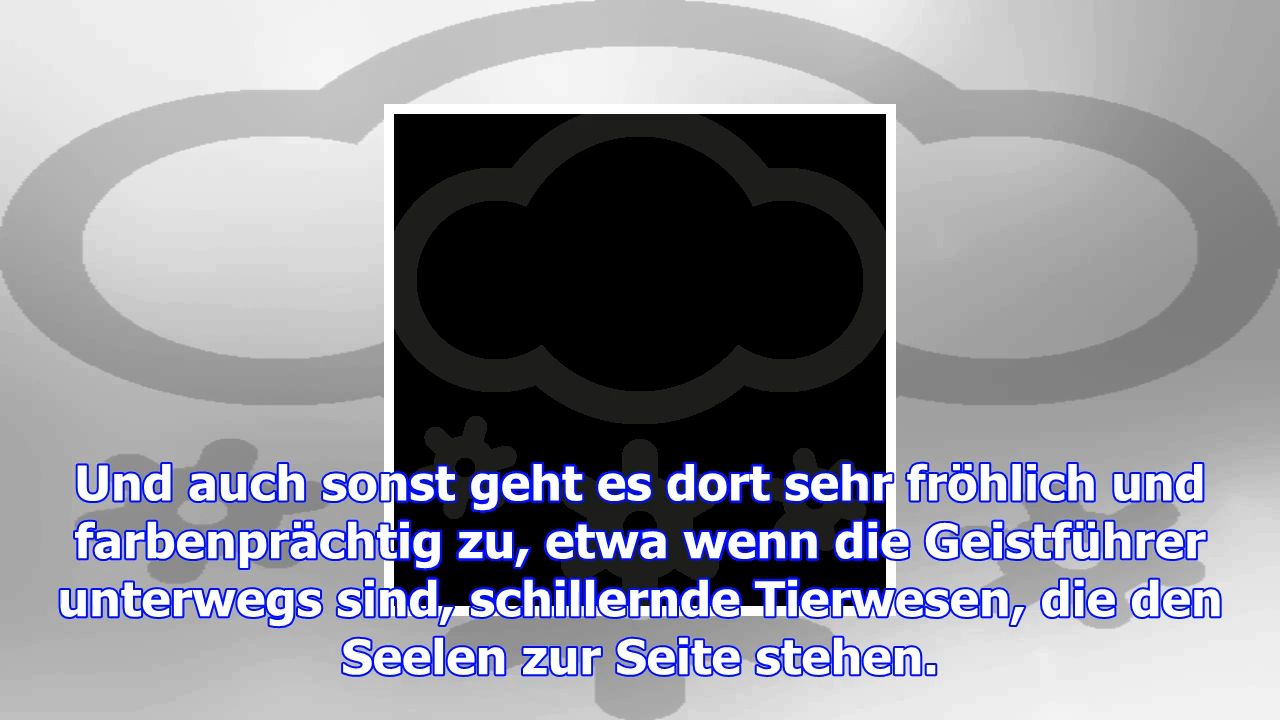 Und auch sonst geht es dort sehr fröhlich und
farbenprächtig zu, etwa wenn die Geistführer
unterwegs sind, schillernde Tierwesen, die den
Seelen zur Seite stehen.